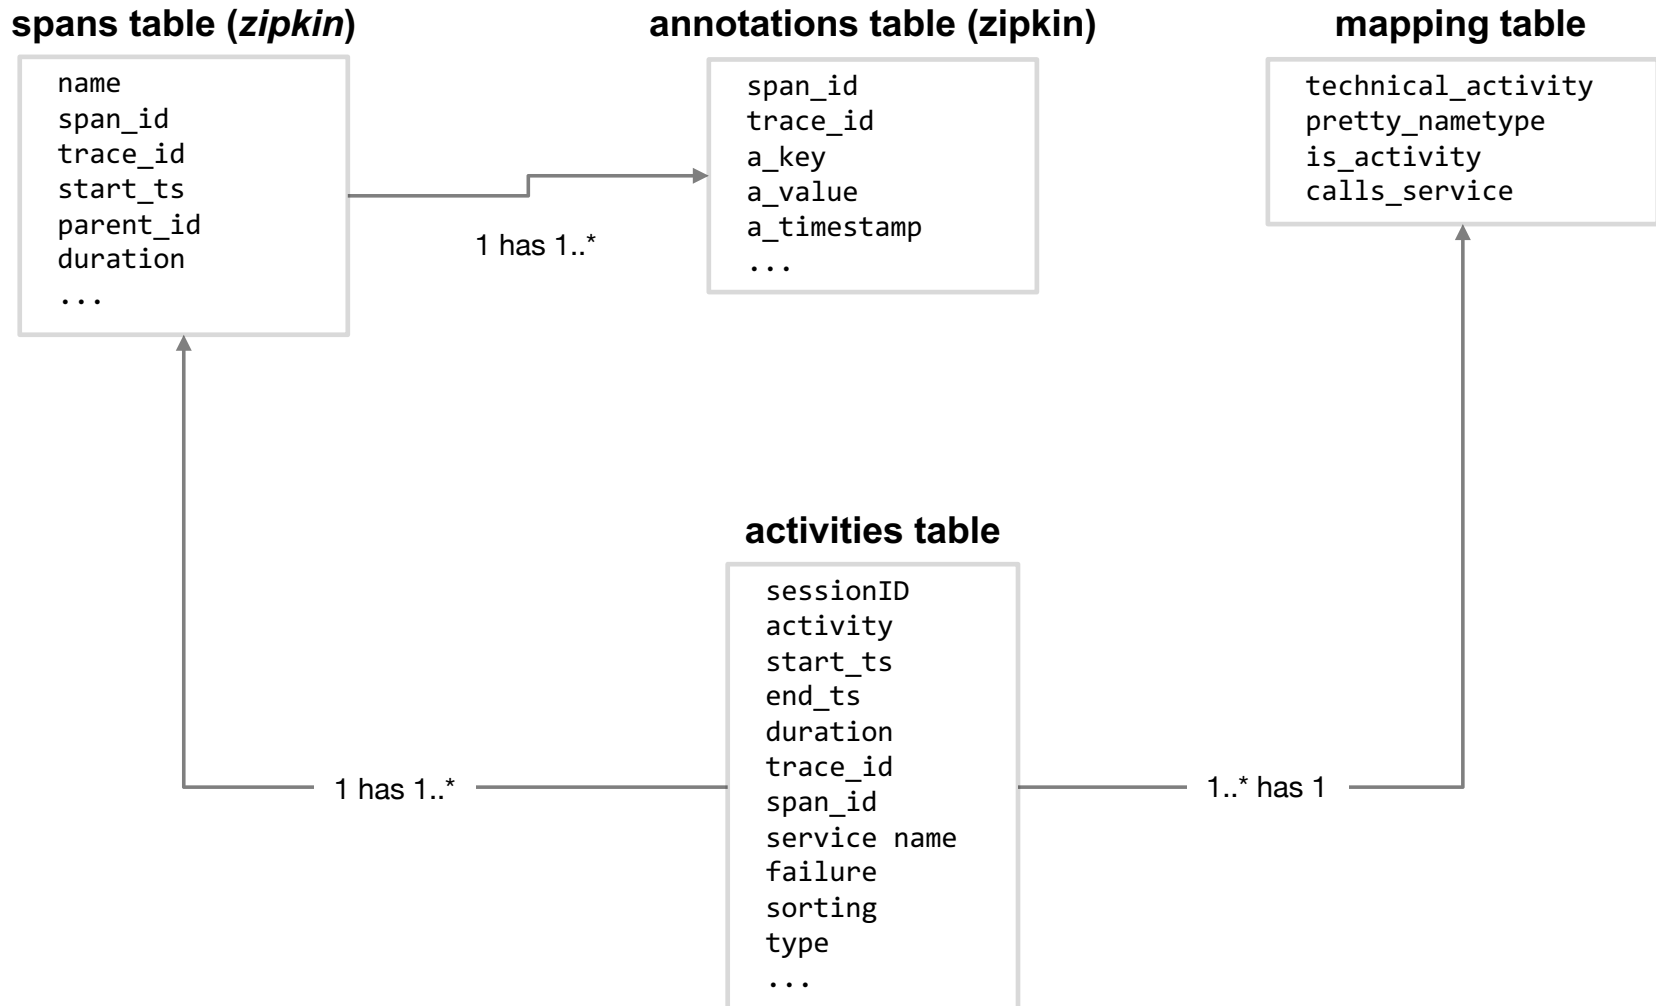 spans table (zipkin)
name
span_id
trace_id
start_ts
parent_id
duration
...
1 has 1..*
annotations table (zipkin)
span_id
trace_id
a_key
a_value
a_timestamp
...
mapping table
technical_activity
pretty_nametype
is_activity
calls_service
activities table
sessionID
activity
start_ts
end_ts
duration
trace_id
span_id
service name
failure
sorting
type
...
1 has 1..*
1..* has 1